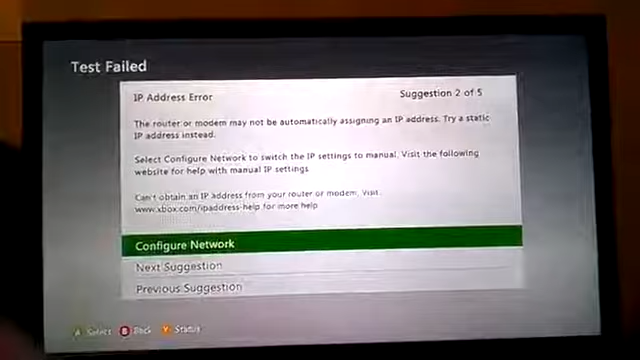 Test Failed
IP Address Error
Suggestion 2 of 5
The router or modem may not be automatically assigning an IP address. Try a static
IP address instead.
Select Configure Network to switch the IP settings to manual. Visit the following
website for help with manual IP settings
Can't obtain an IP address from your router or modem. Visit
www.xbox.com/ipaddress-help for more help
Configure Network
Next Suggestion
Previous Suggestion
A Select B Back Y Status